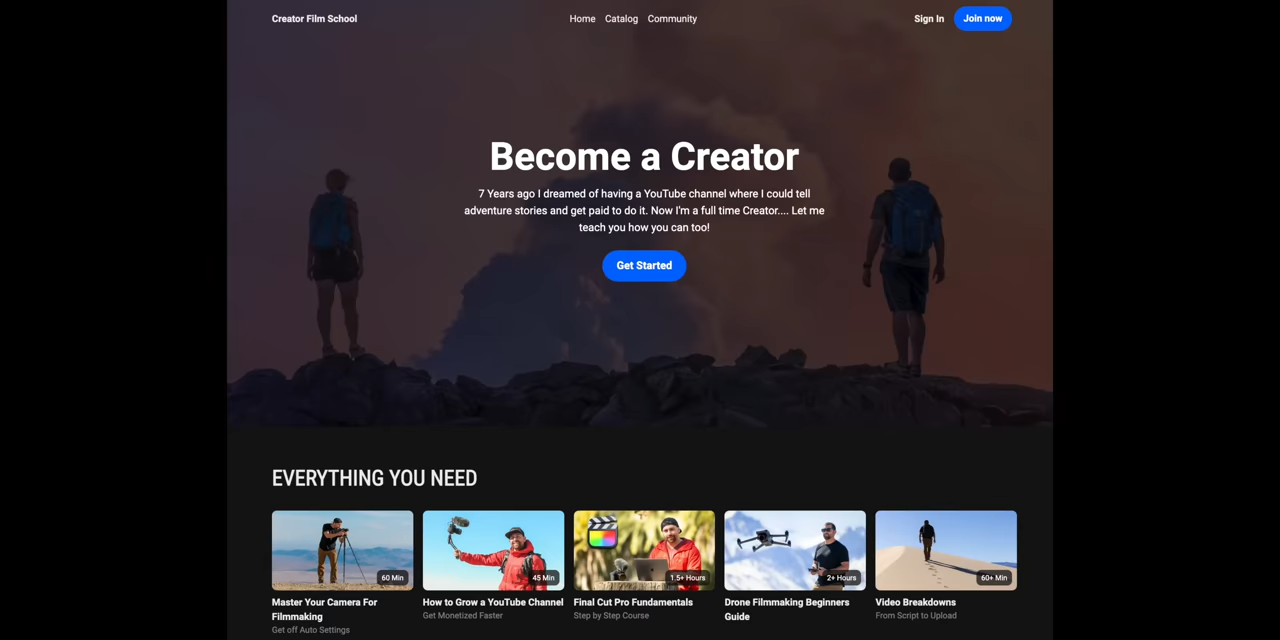 Creator Film School
Home Catalog Community
Sign In Join now
Become a Creator
7 Years ago I dreamed of having a YouTube channel where I could tell
adventure stories and get paid to do it. Now I'm a full time Creator.... Let me
teach you how you can too!
Get Started
EVERYTHING YOU NEED
60 Min
Master Your Camera For
Filmmaking
Get off Auto Settings
45 Min
How to Grow a YouTube Channel
Get Monetized Faster
1.5+ Hours
Final Cut Pro Fundamentals
Step by Step Course
2+ Hours
Drone Filmmaking Beginners
Guide
60+ Min
Video Breakdowns
From Script to Upload